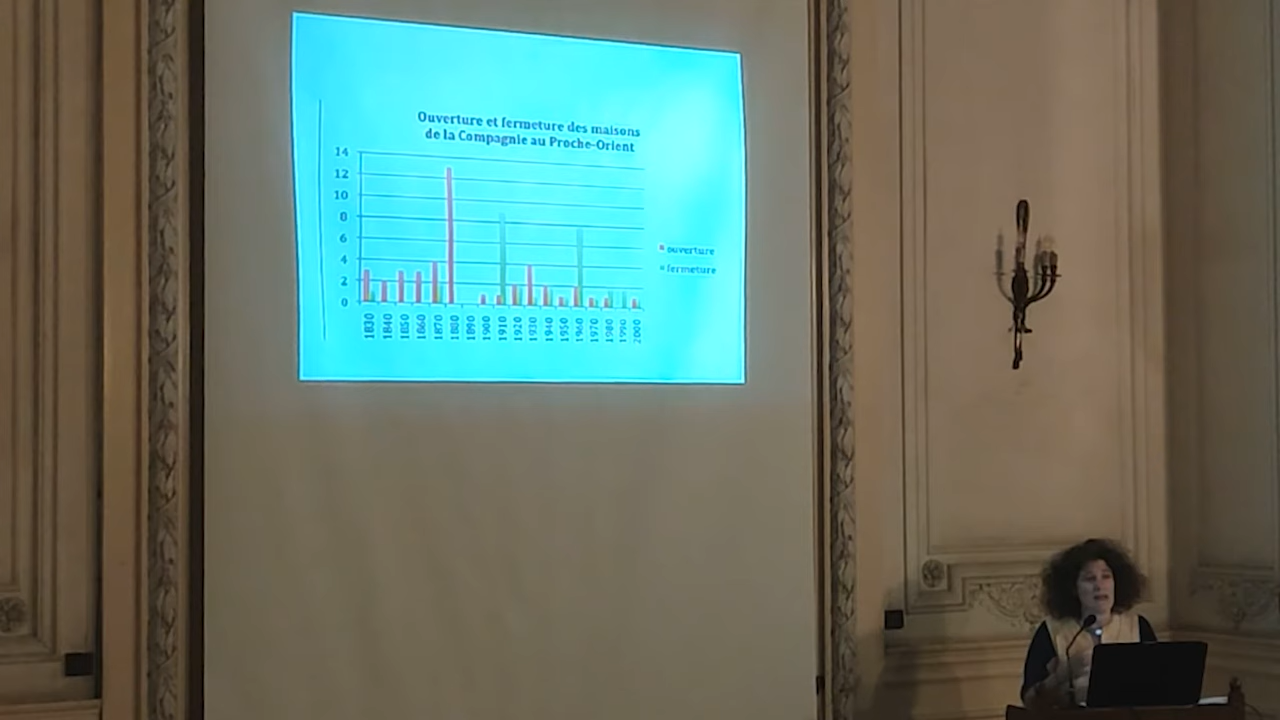 Ouverture et fermeture des maisons
de la Compagnie au Proche-Orient
14
12
10
8
6
4
2
0
ouverture
fermeture
1830 1840 1850 1860 1870 1880 1890 1900 1910 1920 1930 1940 1950 1960 1970 1980 1990 2000